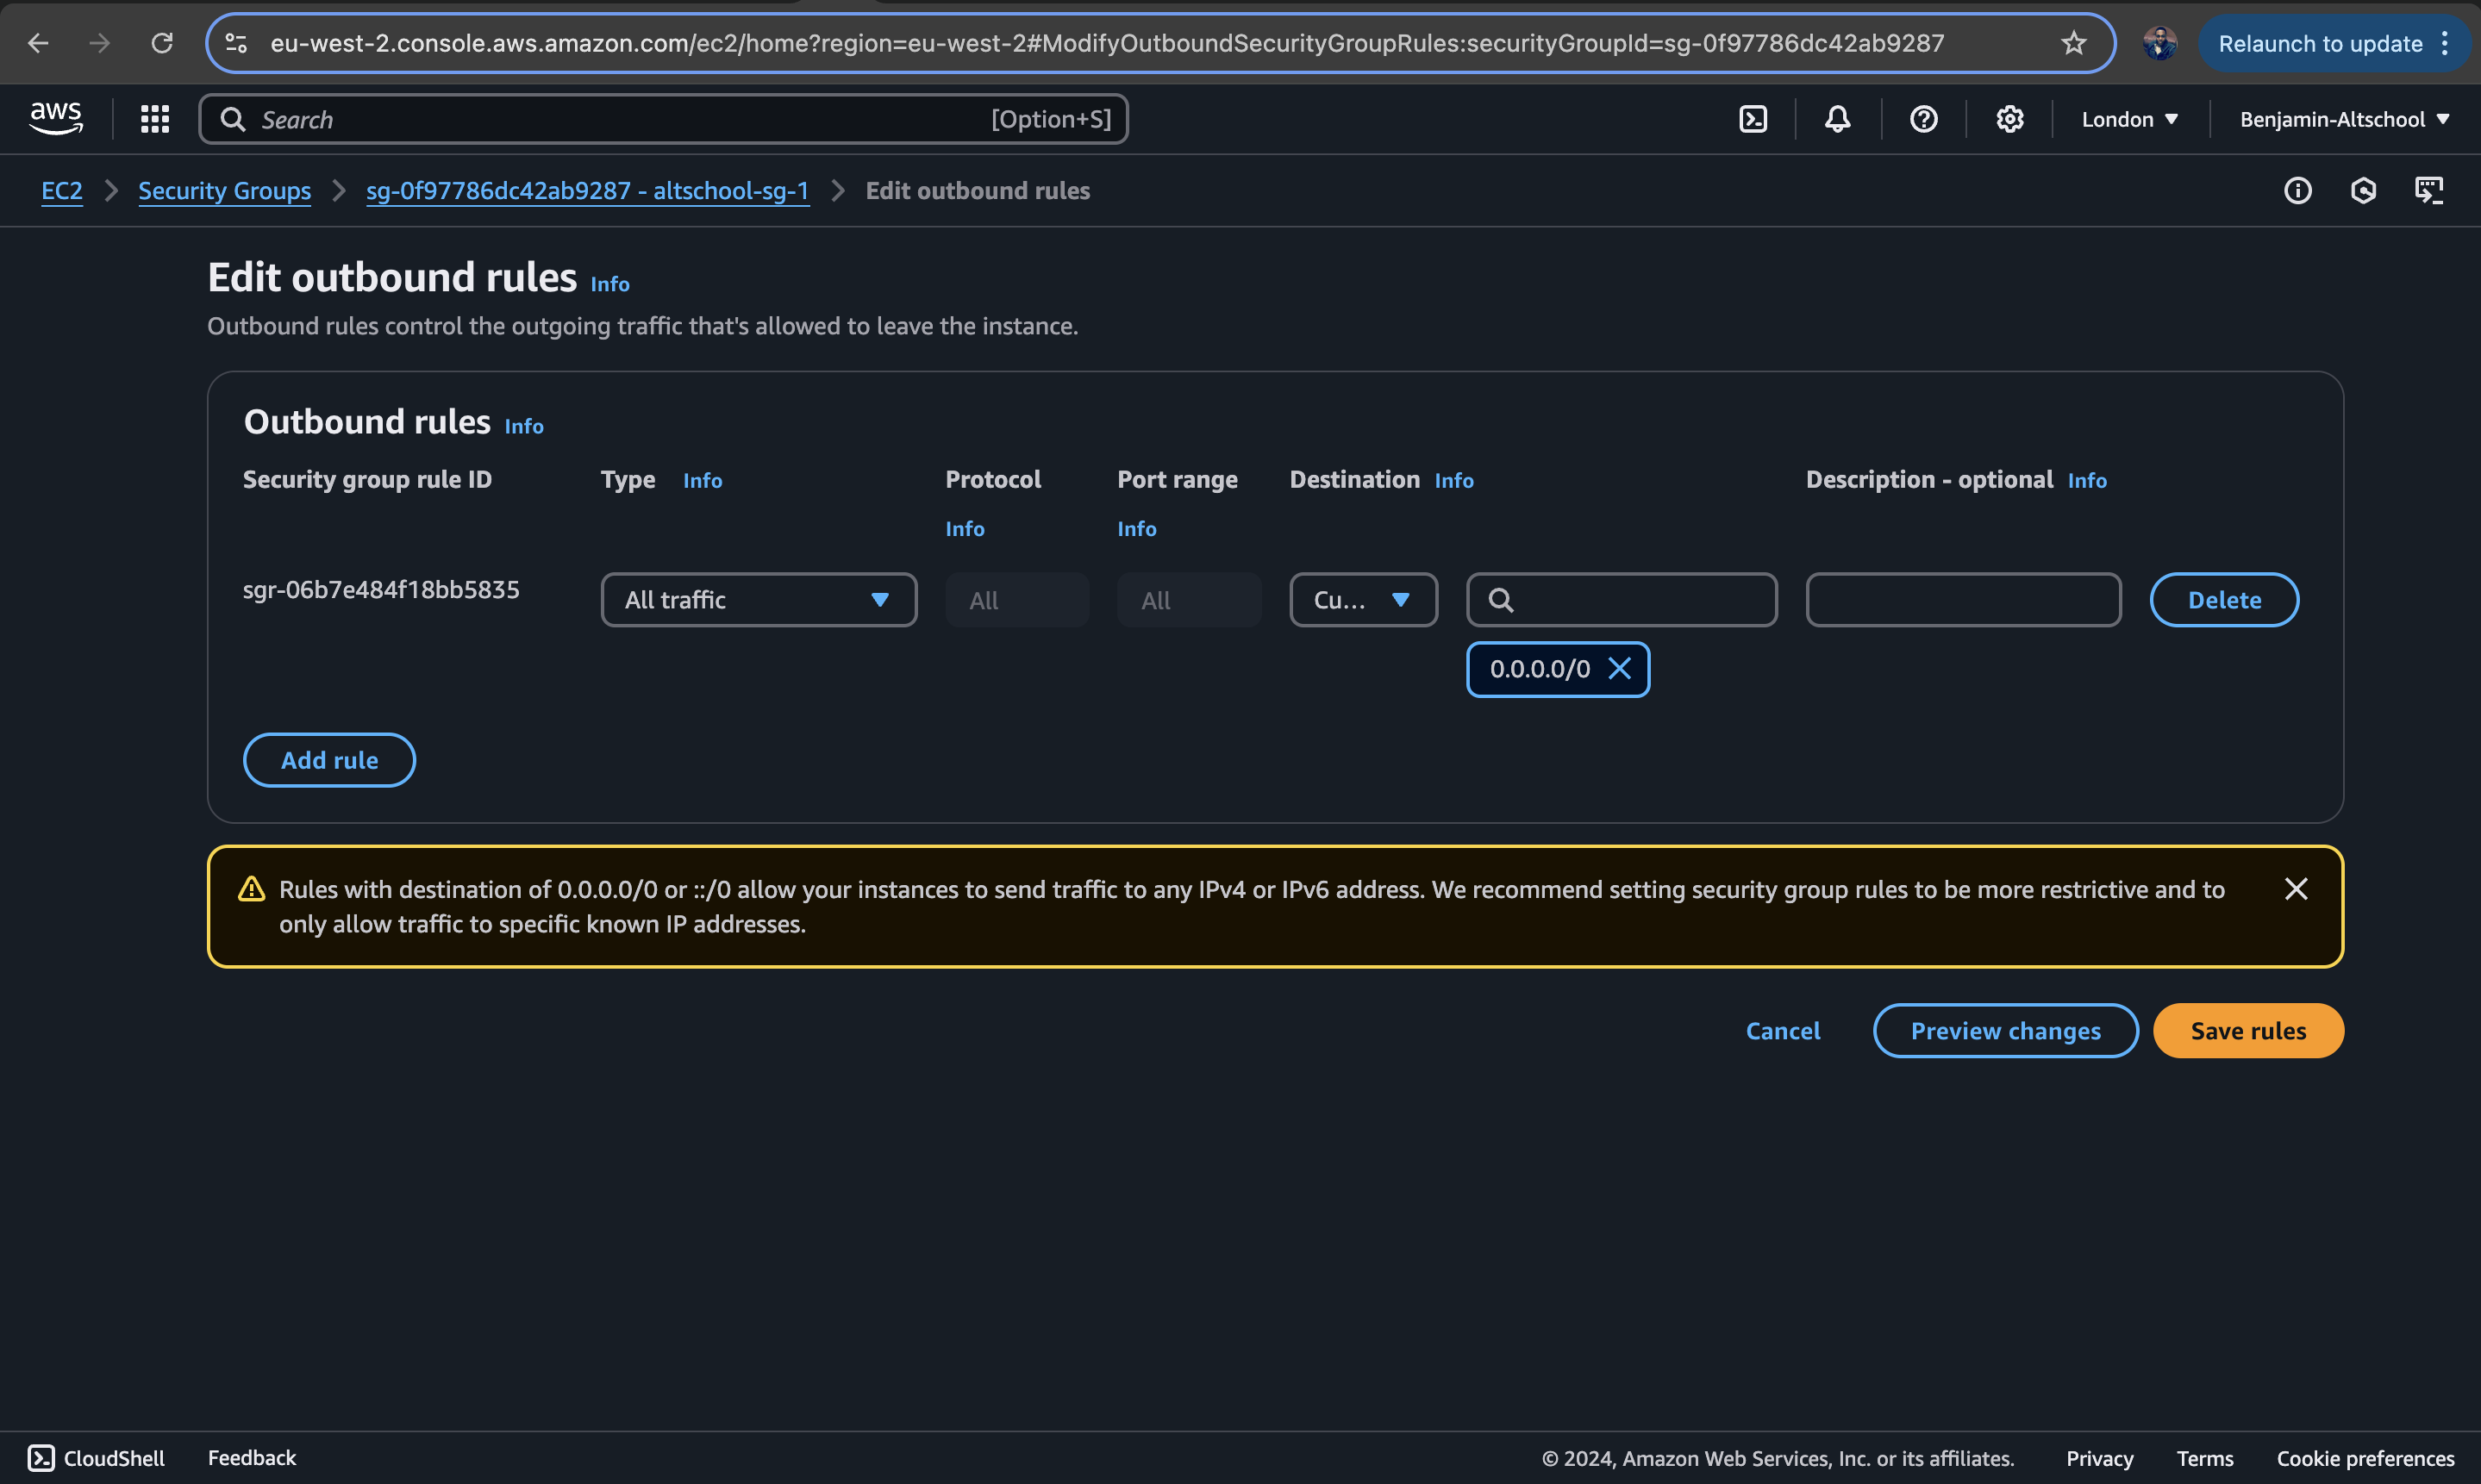 eu-west-2.console.aws.amazon.com/ec2/home?region=eu-west-2#ModifyOutboundSecurityGroupRules:securityGroupId=sg-0f97786dc42ab9287
Relaunch to update
aws
Search
[Option+S]
London
Benjamin-Altschool
EC2
Security Groups
sg-0f97786dc42ab9287 - altschool-sg-1
Edit outbound rules
Edit outbound rules Info
Outbound rules control the outgoing traffic that's allowed to leave the instance.
Outbound rules Info
Security group rule ID
Type Info
Protocol Info
Port range Info
Destination Info
Description - optional Info
sgr-06b7e484f18bb5835
All traffic
All
All
Cu...
Delete
0.0.0.0/0
Add rule
Rules with destination of 0.0.0.0/0 or ::/0 allow your instances to send traffic to any IPv4 or IPv6 address. We recommend setting security group rules to be more restrictive and to
only allow traffic to specific known IP addresses.
Cancel
Preview changes
Save rules
CloudShell
Feedback
© 2024, Amazon Web Services, Inc. or its affiliates.
Privacy
Terms
Cookie preferences